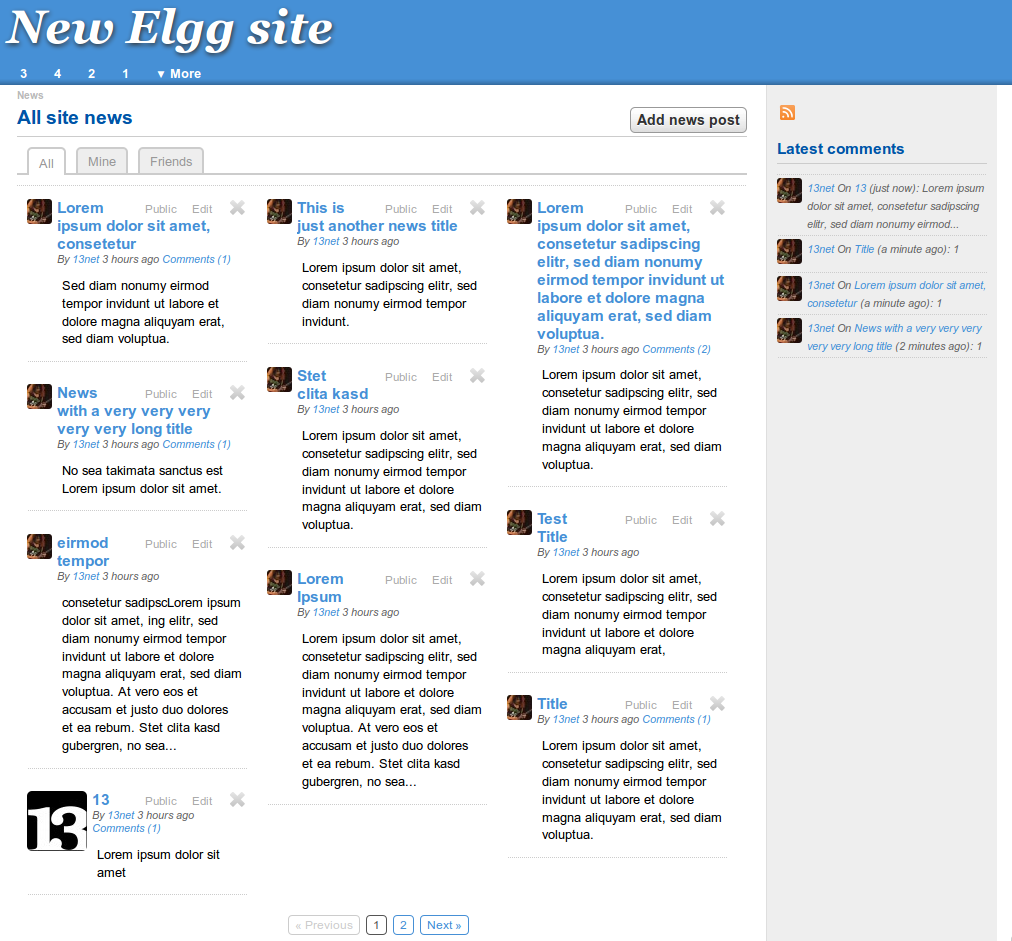 New Elgg site
3 4 2 1 ▼ More
News
All site news
Add news post
All Mine Friends
Lorem Public Edit
ipsum dolor sit amet,
consetetur
By 13net 3 hours ago Comments (1)
Sed diam nonumy eirmod
tempor invidunt ut labore et
dolore magna aliquyam erat,
sed diam voluptua.
News Public Edit
with a very very very
very very long title
By 13net 3 hours ago Comments (1)
No sea takimata sanctus est
Lorem ipsum dolor sit amet.
eirmod Public Edit
tempor
By 13net 3 hours ago
consetetur sadipscLorem ipsum
dolor sit amet, ing elitr, sed
diam nonumy eirmod tempor
invidunt ut labore et dolore
magna aliquyam erat, sed diam
voluptua. At vero eos et
accusam et justo duo dolores
et ea rebum. Stet clita kasd
gubergren, no sea...
13
13 Public Edit
By 13net 3 hours ago
Comments (1)
Lorem ipsum dolor sit
amet
This is Public Edit
just another news title
By 13net 3 hours ago
Lorem ipsum dolor sit amet,
consetetur sadipscing elitr, sed
diam nonumy eirmod tempor
invidunt.
Stet Public Edit
clita kasd
By 13net 3 hours ago
Lorem ipsum dolor sit amet,
consetetur sadipscing elitr, sed
diam nonumy eirmod tempor
invidunt ut labore et dolore
magna aliquyam erat, sed diam
voluptua.
Lorem Public Edit
Ipsum
By 13net 3 hours ago
Lorem ipsum dolor sit amet,
consetetur sadipscing elitr, sed
diam nonumy eirmod tempor
invidunt ut labore et dolore
magna aliquyam erat, sed diam
voluptua. At vero eos et
accusam et justo duo dolores
et ea rebum. Stet clita kasd
gubergren, no sea...
Lorem Public Edit
ipsum dolor sit amet,
consetetur sadipscing
elitr, sed diam nonumy
eirmod tempor invidunt ut
labore et dolore magna
aliquyam erat, sed diam
voluptua.
By 13net 3 hours ago Comments (2)
Lorem ipsum dolor sit amet,
consetetur sadipscing elitr, sed
diam nonumy eirmod tempor
invidunt ut labore et dolore
magna aliquyam erat, sed diam
voluptua.
Test Public Edit
Title
By 13net 3 hours ago
Lorem ipsum dolor sit amet,
consetetur sadipscing elitr, sed
diam nonumy eirmod tempor
invidunt ut labore et dolore
magna aliquyam erat,
Title Public Edit
By 13net 3 hours ago Comments (1)
Lorem ipsum dolor sit amet,
consetetur sadipscing elitr, sed
diam nonumy eirmod tempor
invidunt ut labore et dolore
magna aliquyam erat, sed diam
voluptua.
« Previous 1 2 Next »
Latest comments
13net On 13 (just now): Lorem ipsum
dolor sit amet, consetetur sadipscing
elitr, sed diam nonumy eirmod...
13net On Title (a minute ago): 1
13net On Lorem ipsum dolor sit amet,
consetetur (a minute ago): 1
13net On News with a very very very
very very long title (2 minutes ago): 1